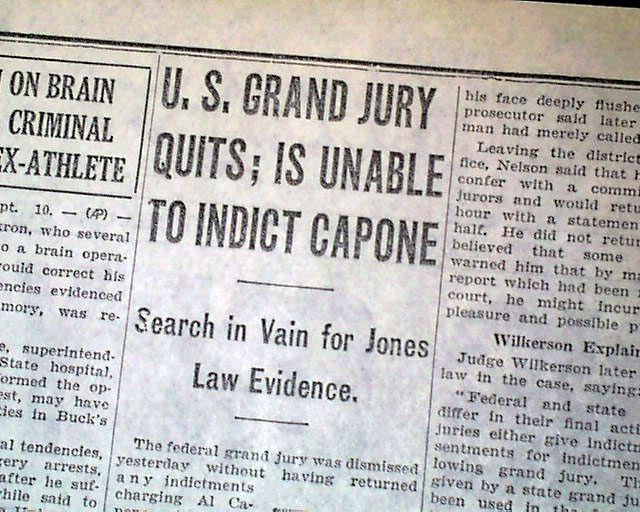 ON BRAIN
CRIMINAL
EX-ATHLETE
pt. 10. — (AP) —
ron, who several
o a brain opera-
ould correct his
encies evidenced
mory, was re-
e, superintend-
State hospital,
formed the op-
est, may have
ties in Buck's
al tendencies,
gery arrests,
after he suf-
while said to
U. S. GRAND JURY
QUITS; IS UNABLE
TO INDICT CAPONE
Search in Vain for Jones
Law Evidence.
The federal grand jury was dismissed
yesterday without having returned
any indictments
charging Al Ca-
his face deeply flushe
prosecutor said later
man had merely called
Leaving the district
fice, Nelson said that h
confer with a comm
jurors and would retu
hour with a statement
half. He did not retu
believed that some
warned him that by ma
report which had been
court, he might incur
pleasure and possible p
Wilkerson Explain
Judge Wilkerson later
law in the case, saying:
"Federal and state
differ in their final acti
juries either give indictm
sentments for indictmen
lowing grand jury. Th
given by a state grand ju
been used in the